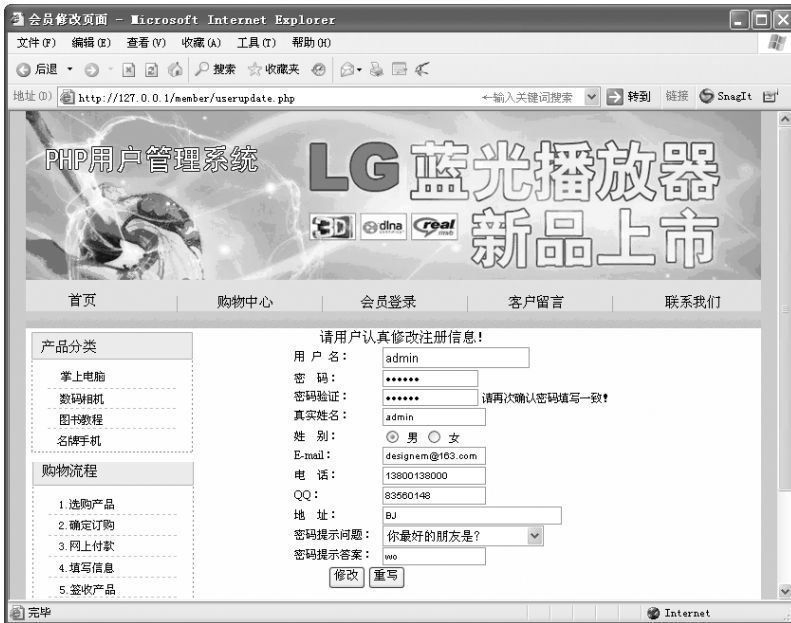 会员修改页面 - Microsoft Internet Explorer
文件(F) 编辑(E) 查看(V) 收藏(A) 工具(T) 帮助(H)
后退 搜索 收藏夹
地址(D) http://127.0.0.1/member/userupdate.php ←输入关键词搜索 转到 链接 SnagIt
PHP用户管理系统
LG 蓝光播放器
3D dlna real
新品上市
首页 购物中心 会员登录 客户留言 联系我们
产品分类
掌上电脑
数码相机
图书教程
名牌手机
购物流程
1.选购产品
2.确定订购
3.网上付款
4.填写信息
5.签收产品
请用户认真修改注册信息!
用 户 名: admin
密 码: ••••••
密码验证: •••••• 请再次确认密码填写一致!
真实姓名: admin
姓 别: 男 女
E-mail: designem@163.com
电 话: 13800138000
QQ: 83560148
地 址: BJ
密码提示问题: 你最好的朋友是?
密码提示答案: wo
修改 重写
完毕 Internet